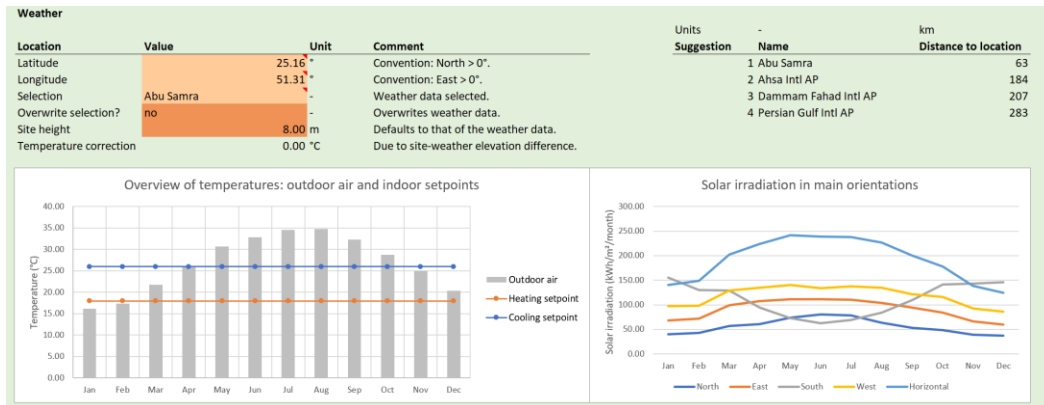 Weather
Units - km
Location Value Unit Comment
Suggestion Name Distance to location
Latitude 25.16 ° Convention: North > 0°.
1 Abu Samra 63
Longitude 51.31 ° Convention: East > 0°.
2 Ahsa Intl AP 184
Selection Abu Samra - Weather data selected.
3 Dammam Fahad Intl AP 207
Overwrite selection? no - Overwrites weather data.
4 Persian Gulf Intl AP 283
Site height 8.00 m Defaults to that of the weather data.
Temperature correction 0.00 °C Due to site-weather elevation difference.
Overview of temperatures: outdoor air and indoor setpoints
Temperature (°C)
40.00
35.00
30.00
25.00
20.00
15.00
10.00
5.00
0.00
Jan Feb Mar Apr May Jun Jul Aug Sep Oct Nov Dec
Outdoor air
Heating setpoint
Cooling setpoint
Solar irradiation in main orientations
Solar irradiation (kWh/m²/month)
300.00
250.00
200.00
150.00
100.00
50.00
0.00
Jan Feb Mar Apr May Jun Jul Aug Sep Oct Nov Dec
North East South West Horizontal